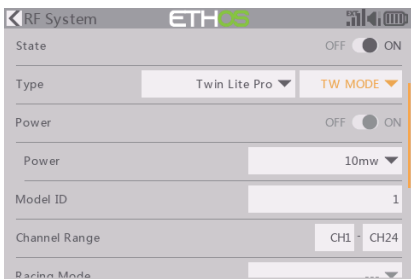 RF System ETHOS
State OFF ON
Type Twin Lite Pro TW MODE
Power OFF ON
Power 10mw
Model ID 1
Channel Range CH1 - CH24
Racing Mode ---